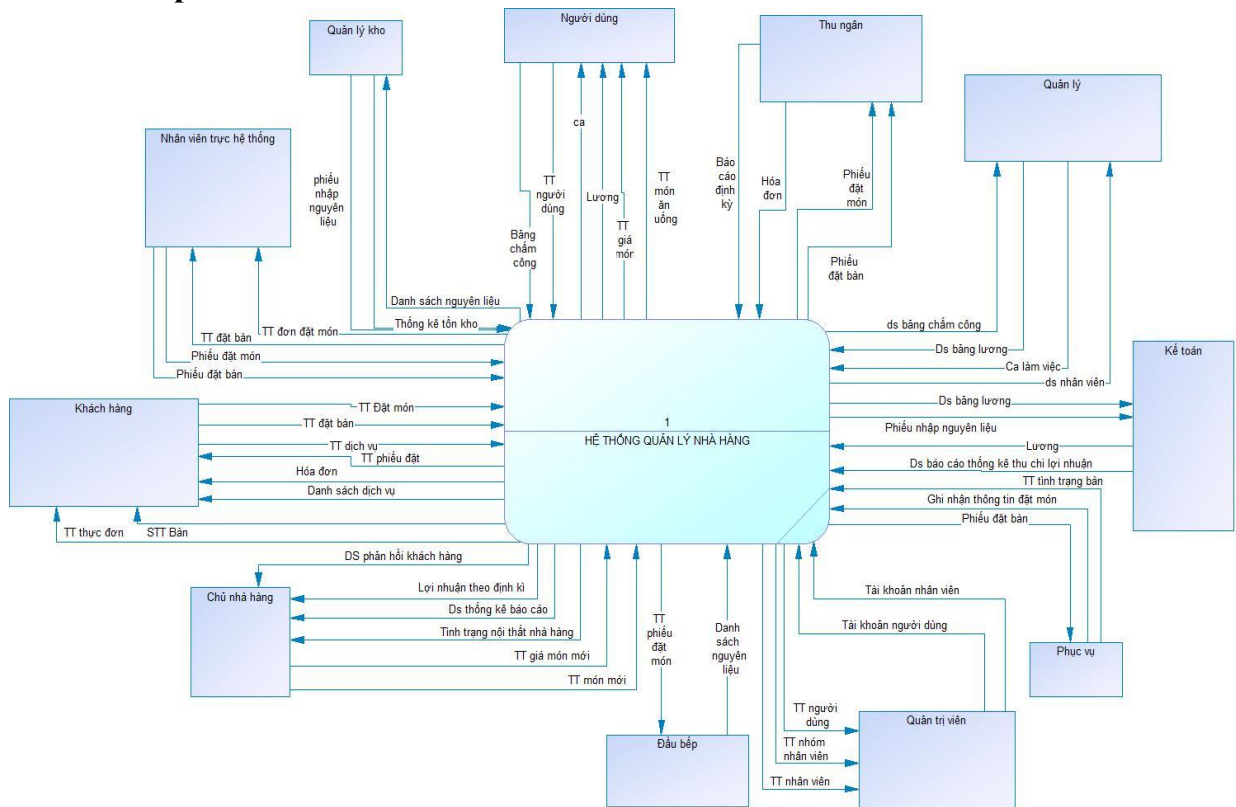 Quản lý kho
Người dùng
Thu ngân
Quản lý
Nhân viên trực hệ thống
phiếu
nhập
nguyên
liệu
Bảng
chấm
công
TT
người
dùng
ca
Lương
TT
giá
món
TT
món
ăn
uống
Báo
cáo
định
kỳ
Hóa
đơn
Phiếu
đặt
món
Phiếu
đặt bàn
Danh sách nguyên liệu
Thống kê tồn kho
TT đơn đặt món
TT đặt bàn
Phiếu đặt món
Phiếu đặt bàn
ds bảng chấm công
Ds bảng lương
Ca làm việc
ds nhân viên
Kế toán
Khách hàng
TT Đặt món
TT đặt bàn
TT dịch vụ
TT phiếu đặt
Hóa đơn
Danh sách dịch vụ
TT thực đơn
STT Bàn
1
HỆ THỐNG QUẢN LÝ NHÀ HÀNG
Ds bảng lương
Phiếu nhập nguyên liệu
Lương
Ds báo cáo thống kê thu chi lợi nhuận
TT tình trạng bàn
Ghi nhận thông tin đặt món
Phiếu đặt bàn
DS phản hồi khách hàng
Chủ nhà hàng
Lợi nhuận theo định kì
Ds thống kê báo cáo
Tình trạng nội thất nhà hàng
TT giá món mới
TT món mới
TT
phiếu
đặt
món
Danh
sách
nguyên
liệu
Tài khoản nhân viên
Tài khoản người dùng
Phục vụ
TT người
dùng
TT nhóm
nhân viên
TT nhân viên
Quản trị viên
Đầu bếp